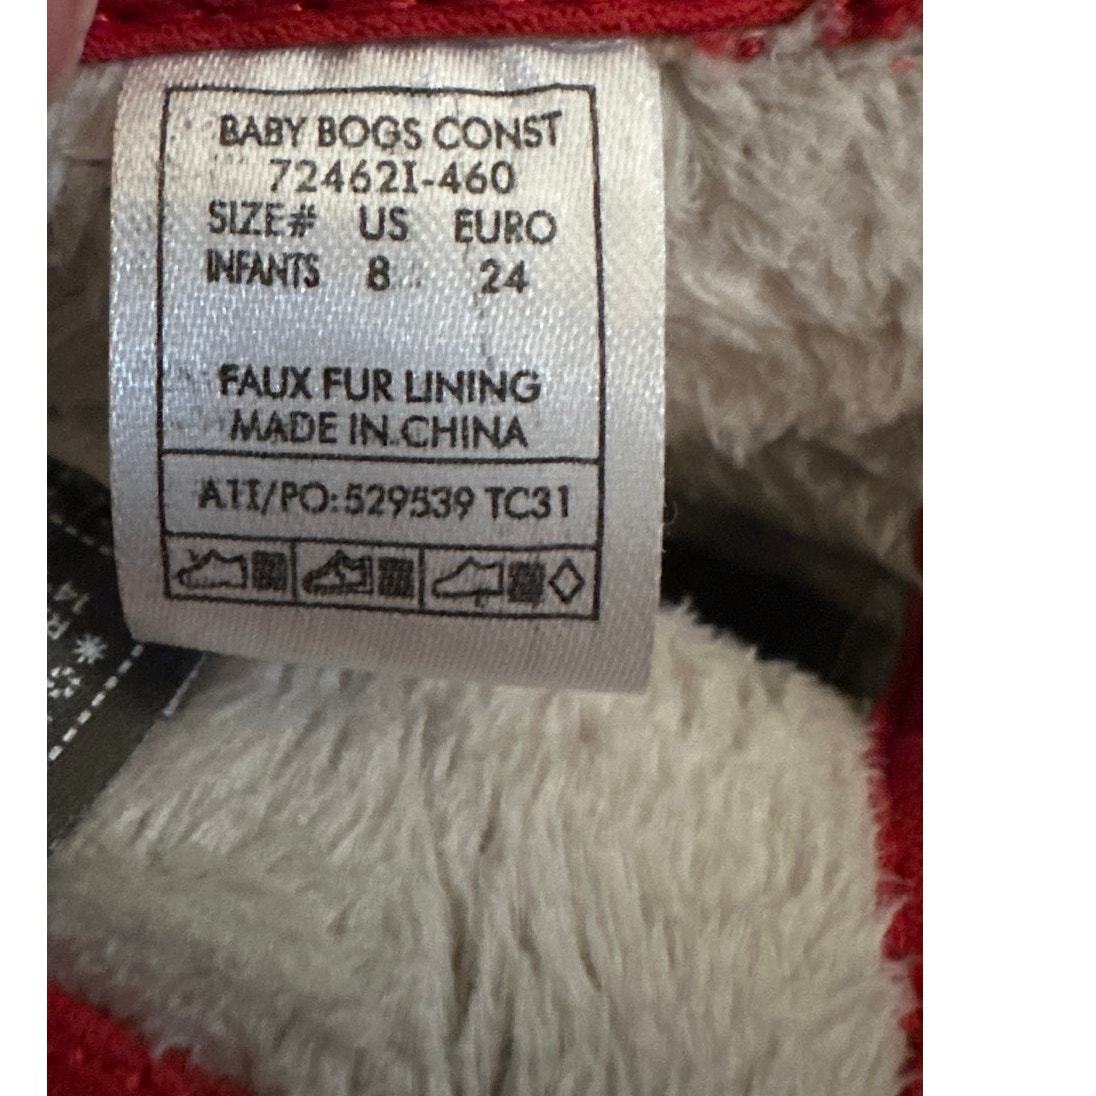 BABY BOGS CONST
72462I-460
SIZE# US EURO
INFANTS 8 24
FAUX FUR LINING
MADE IN CHINA
A11/PO:529539 TC31